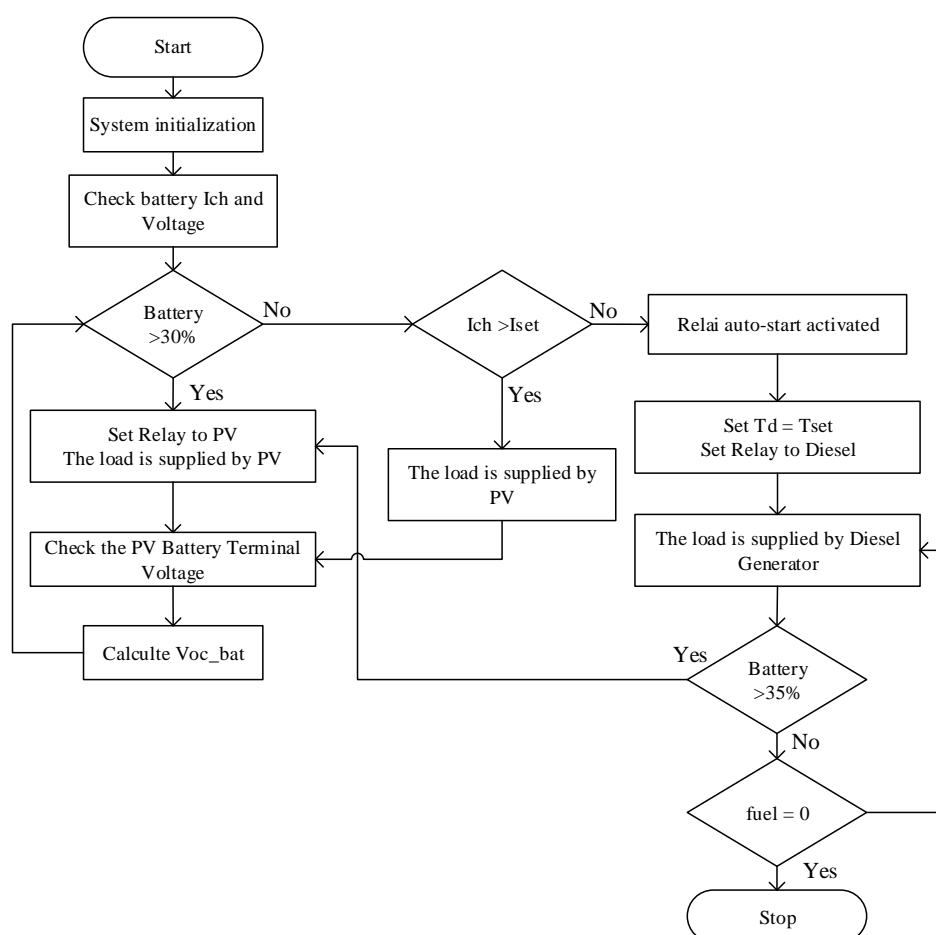 Start
System initialization
Check battery Ich and
Voltage
Battery
>30%
No
Yes
Set Relay to PV
The load is supplied by PV
Check the PV Battery Terminal
Voltage
Calculte Voc_bat
Ich >Iset
No
Yes
The load is supplied by
PV
Relai auto-start activated
Set Td = Tset
Set Relay to Diesel
The load is supplied by Diesel
Generator
Yes
Battery
>35%
No
fuel = 0
Yes
Stop